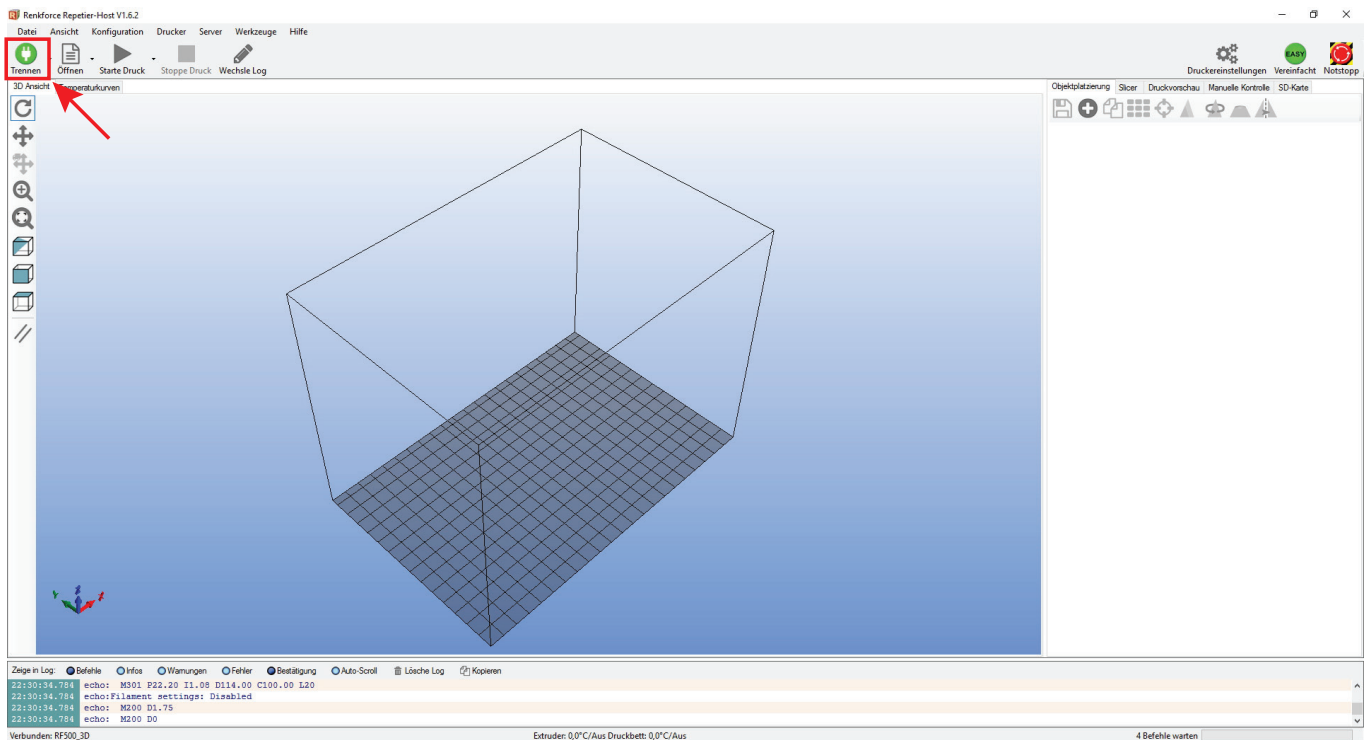 Renkforce Repetier-Host V1.6.2
Datei Ansicht Konfiguration Drucker Server Werkzeuge Hilfe
EASY
Trennen Öffnen Starte Druck Stoppe Druck Wechsle Log Druckereinstellungen Vereinfacht Notstopp
3D Ansicht Temperaturkurven Objektplatzierung Slicer Druckvorschau Manuelle Kontrolle SD-Karte
Zeige in Log: Befehle Infos Warnungen Fehler Bestätigung Auto-Scroll Lösche Log Kopieren
22:30:34.784 echo: M301 P22.20 I1.08 D114.00 C100.00 L20
22:30:34.784 echo:Filament settings: Disabled
22:30:34.784 echo: M200 D1.75
22:30:34.784 echo: M200 D0
Verbunden: RF500_3D Extruder: 0,0°C/Aus Druckbett: 0,0°C/Aus 4 Befehle warten